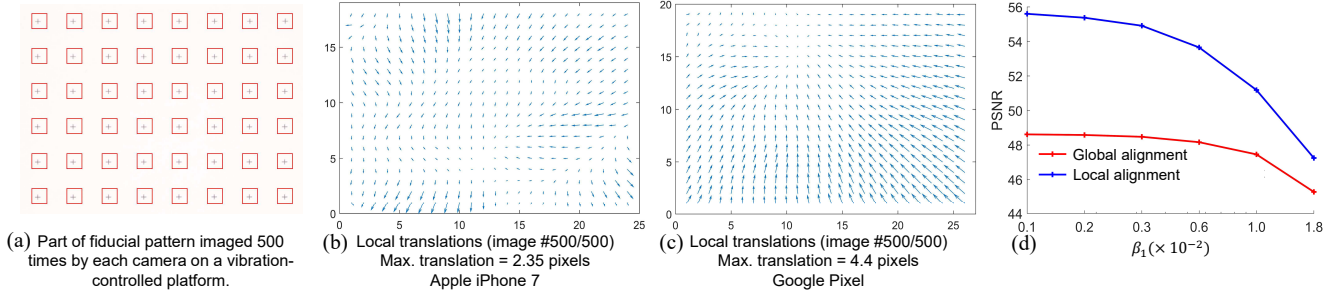 (a) Part of fiducial pattern imaged 500
times by each camera on a vibration-
controlled platform.
20
15
10
5
0
0 5 10 15 20 25
(b) Local translations (image #500/500)
Max. translation = 2.35 pixels
Apple iPhone 7
20
15
10
5
0
0 5 10 15 20 25
(c) Local translations (image #500/500)
Max. translation = 4.4 pixels
Google Pixel
56
54
52
50
48
46
44
PSNR
Global alignment
Local alignment
0.1 0.2 0.3 0.6 1.0 1.8
(d) β₁(× 10⁻²)